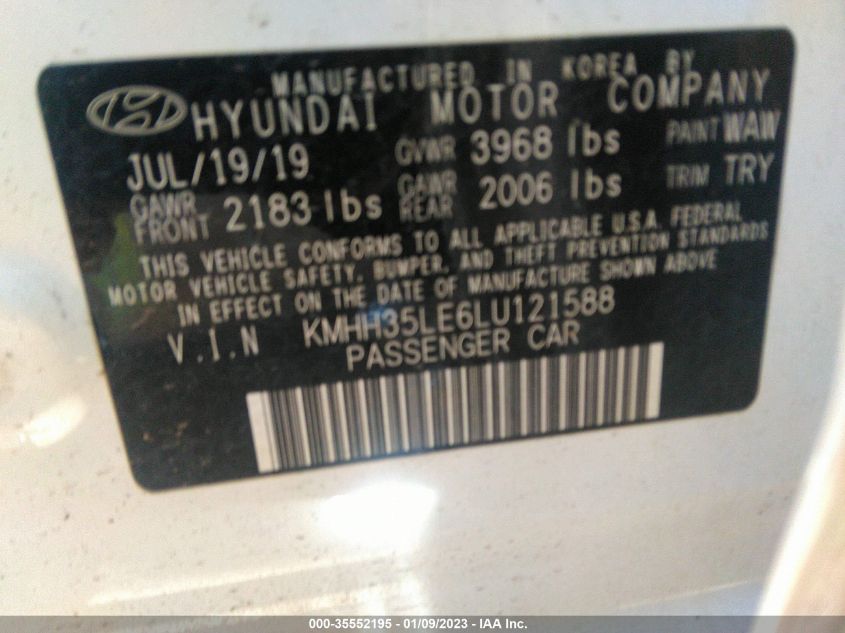 MANUFACTURED IN KOREA BY
HYUNDAI MOTOR COMPANY
JUL/19/19 GVWR 3968 lbs PAINT WAW
GAWR FRONT 2183 lbs GAWR REAR 2006 lbs TRIM TRY
THIS VEHICLE CONFORMS TO ALL APPLICABLE U.S.A. FEDERAL
MOTOR VEHICLE SAFETY, BUMPER, AND THEFT PREVENTION STANDARDS
IN EFFECT ON THE DATE OF MANUFACTURE SHOWN ABOVE
V.I.N KMHH35LE6LU121588
PASSENGER CAR
000-35552195 - 01/09/2023 - IAA Inc.